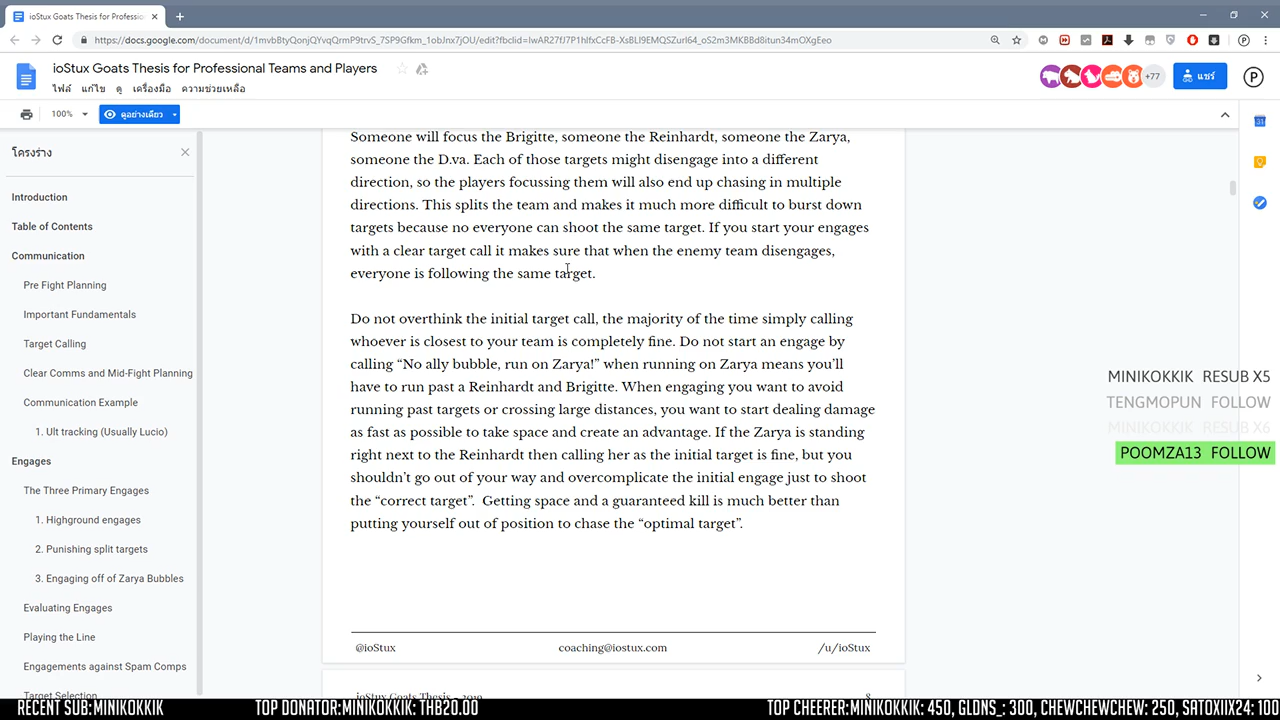 ioStux Goats Thesis for Profession
https://docs.google.com/document/d/1mvbBtyQonjQYvqQrmP9trvS_7SP9Gfkm_1obJnx7jOU/edit?fbclid=IwAR27fJ7P1hlfxCcFB-XsBLI9EMQSZurl64_oS2m3MKBBd8itun34mOXgEeo
ioStux Goats Thesis for Professional Teams and Players
ไฟล์ แก้ไข ดู เครื่องมือ ความช่วยเหลือ
+77
แชร์
P
100%
ดูอย่างเดียว
โครงร่าง
Introduction
Table of Contents
Communication
Pre Fight Planning
Important Fundamentals
Target Calling
Clear Comms and Mid-Fight Planning
Communication Example
1. Ult tracking (Usually Lucio)
Engages
The Three Primary Engages
1. Highground engages
2. Punishing split targets
3. Engaging off of Zarya Bubbles
Evaluating Engages
Playing the Line
Engagements against Spam Comps
Target Selection
Someone will focus the Brigitte, someone the Reinhardt, someone the Zarya,
someone the D.va. Each of those targets might disengage into a different
direction, so the players focussing them will also end up chasing in multiple
directions. This splits the team and makes it much more difficult to burst down
targets because no everyone can shoot the same target. If you start your engages
with a clear target call it makes sure that when the enemy team disengages,
everyone is following the same target.
Do not overthink the initial target call, the majority of the time simply calling
whoever is closest to your team is completely fine. Do not start an engage by
calling “No ally bubble, run on Zarya!” when running on Zarya means you’ll
have to run past a Reinhardt and Brigitte. When engaging you want to avoid
running past targets or crossing large distances, you want to start dealing damage
as fast as possible to take space and create an advantage. If the Zarya is standing
right next to the Reinhardt then calling her as the initial target is fine, but you
shouldn’t go out of your way and overcomplicate the initial engage just to shoot
the “correct target”. Getting space and a guaranteed kill is much better than
putting yourself out of position to chase the “optimal target”.
@ioStux coaching@iostux.com /u/ioStux
ioStux Goats Thesis - 2019 8
MINIKOKKIK RESUB X5
TENGMOPUN FOLLOW
MINIKOKKIK RESUB X6
POOMZA13 FOLLOW
RECENT SUB:MINIKOKKIK TOP DONATOR:MINIKOKKIK: THB20.00 TOP CHEERER:MINIKOKKIK: 450, GLDNS_: 300, CHEWCHEWCHEW: 250, SATOXIIX24: 100